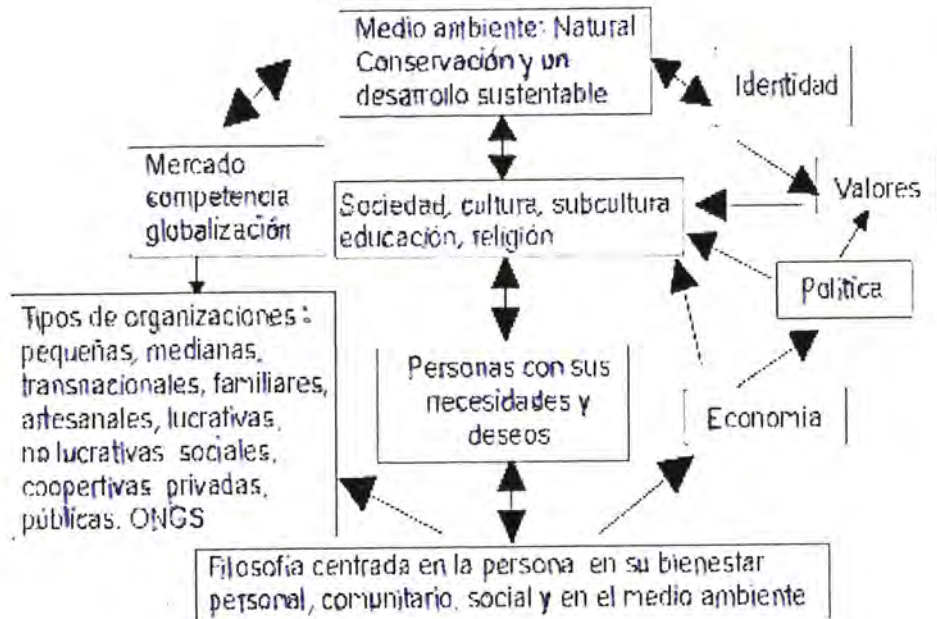 Medio ambiente: Natural
Conservación y un
desarrollo sustentable
Identidad
Mercado
competencia
globalización
Sociedad, cultura, subcultura
educación, religión
Valores
Política
Tipos de organizaciones:
pequeñas, medianas,
transnacionales, familiares,
artesanales, lucrativas,
no lucrativas sociales,
coopertivas privadas,
públicas. ONGS
Personas con sus
necesidades y
deseos
Economia
Filosofía centrada en la persona en su bienestar
personal, comunitario, social y en el medio ambiente